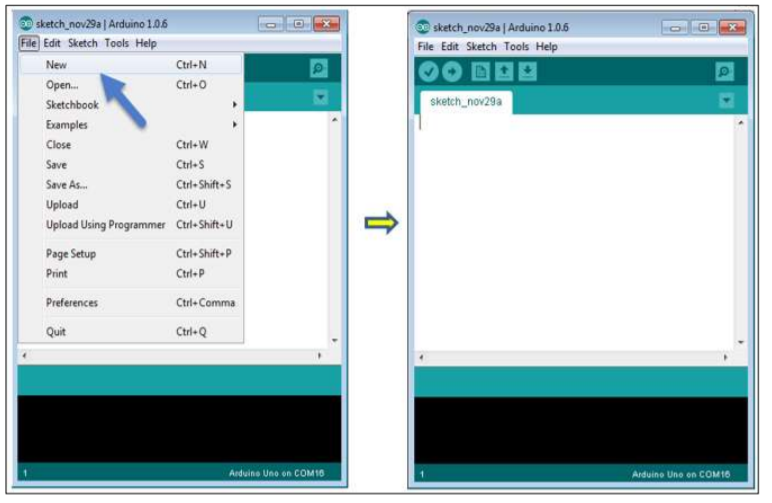 sketch_nov29a | Arduino 1.0.6
File Edit Sketch Tools Help
New Ctrl+N
Open... Ctrl+O
Sketchbook
Examples
Close Ctrl+W
Save Ctrl+S
Save As... Ctrl+Shift+S
Upload Ctrl+U
Upload Using Programmer Ctrl+Shift+U
Page Setup Ctrl+Shift+P
Print Ctrl+P
Preferences Ctrl+Comma
Quit Ctrl+Q
1 Arduino Uno on COM16
sketch_nov29a | Arduino 1.0.6
File Edit Sketch Tools Help
sketch_nov29a
1 Arduino Uno on COM16